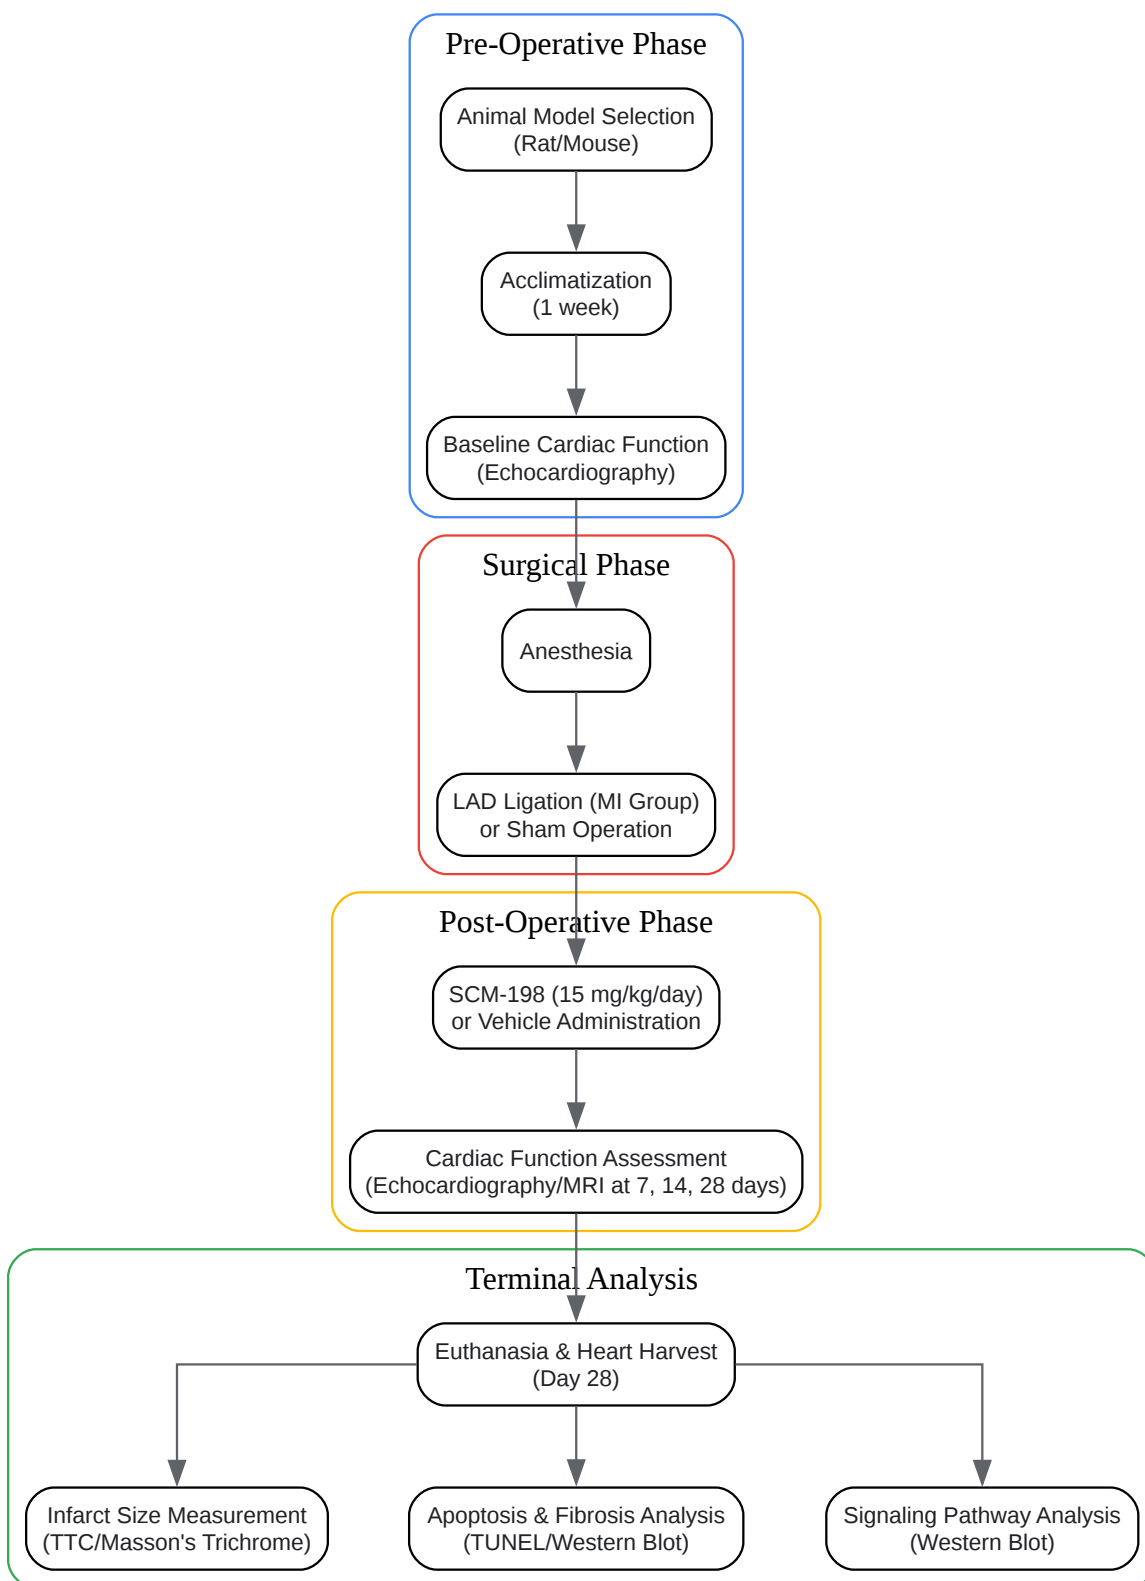 Pre-Operative Phase
Animal Model Selection
(Rat/Mouse)
Acclimatization
(1 week)
Baseline Cardiac Function
(Echocardiography)
Surgical Phase
Anesthesia
LAD Ligation (MI Group)
or Sham Operation
Post-Operative Phase
SCM-198 (15 mg/kg/day)
or Vehicle Administration
Cardiac Function Assessment
(Echocardiography/MRI at 7, 14, 28 days)
Terminal Analysis
Euthanasia & Heart Harvest
(Day 28)
Infarct Size Measurement
(TTC/Masson's Trichrome)
Apoptosis & Fibrosis Analysis
(TUNEL/Western Blot)
Signaling Pathway Analysis
(Western Blot)